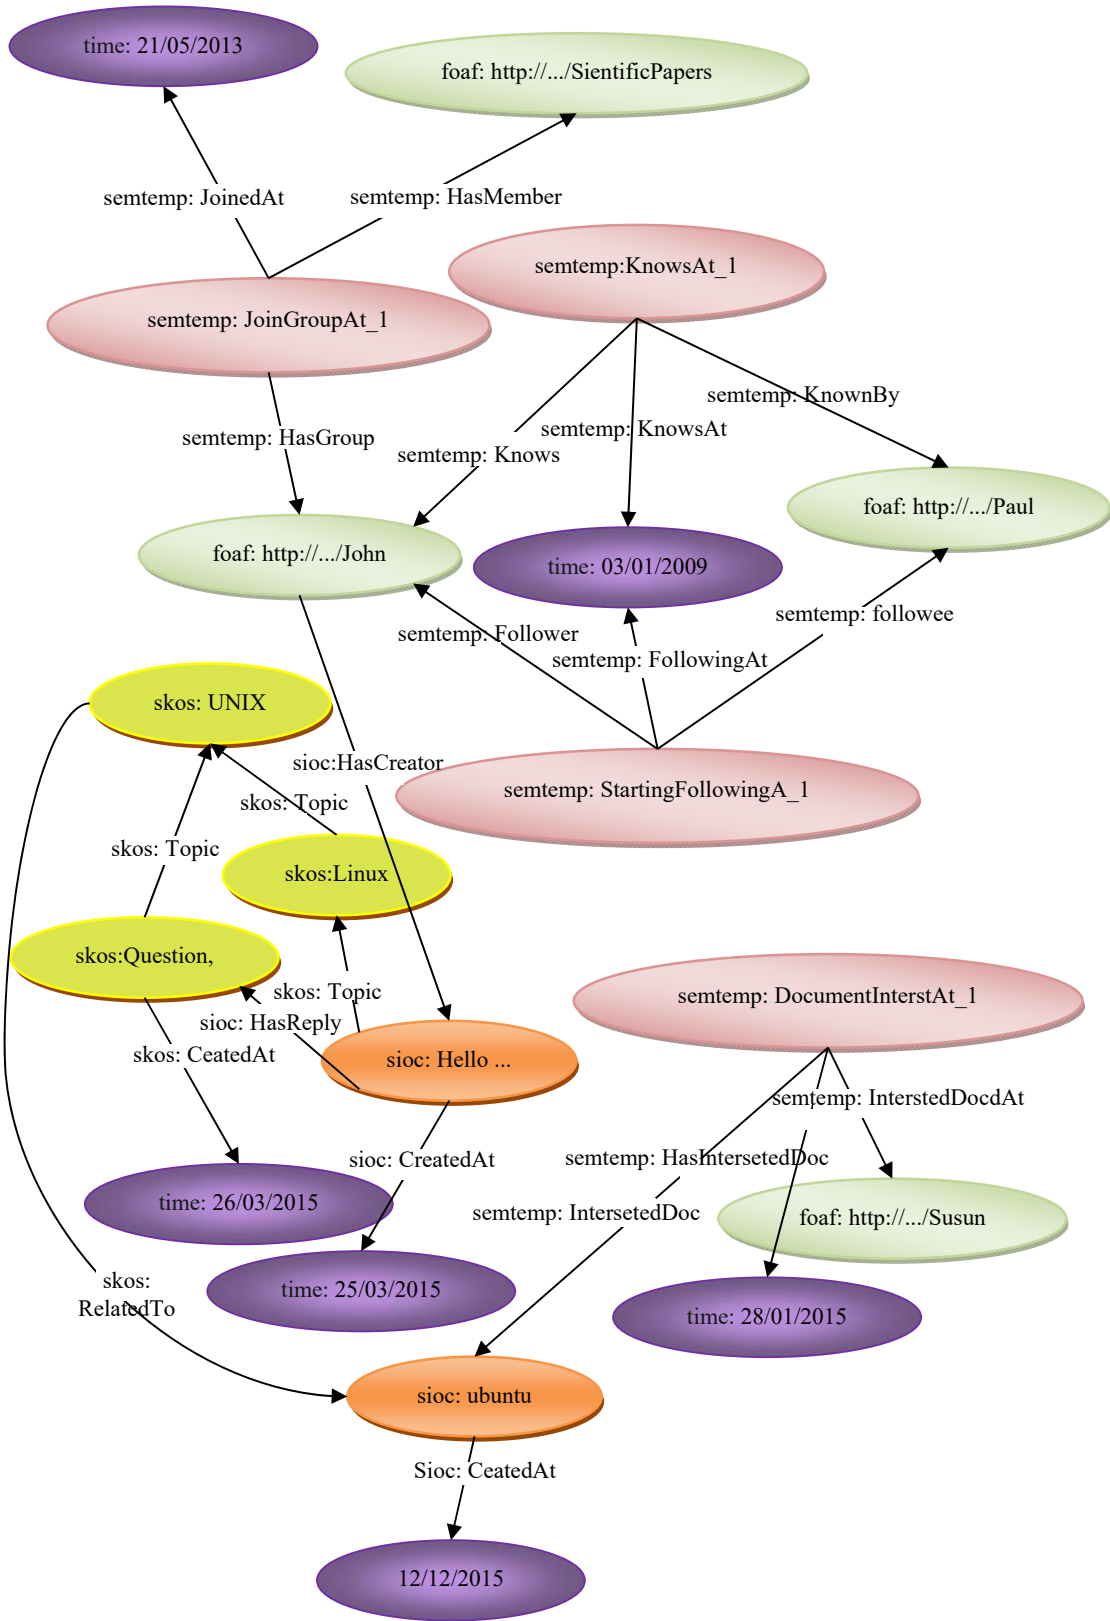 time: 21/05/2013
foaf: http://.../SientificPapers
semtemp: JoinedAt
semtemp: HasMember
semtemp:KnowsAt_1
semtemp: JoinGroupAt_1
semtemp: KnownBy
semtemp: KnowsAt
semtemp: HasGroup
semtemp: Knows
foaf: http://.../Paul
foaf: http://.../John
time: 03/01/2009
semtemp: followee
semtemp: Follower
semtemp: FollowingAt
skos: UNIX
sioc:HasCreator
semtemp: StartingFollowingA_1
skos: Topic
skos: Topic
skos:Linux
skos:Question,
skos: Topic
semtemp: DocumentInterstAt_1
sioc: HasReply
skos: CeatedAt
sioc: Hello ...
semtemp: InterstedDocdAt
sioc: CreatedAt
semtemp: HasIntersetedDoc
time: 26/03/2015
semtemp: IntersetedDoc
foaf: http://.../Susun
skos:
RelatedTo
time: 25/03/2015
time: 28/01/2015
sioc: ubuntu
Sioc: CeatedAt
12/12/2015